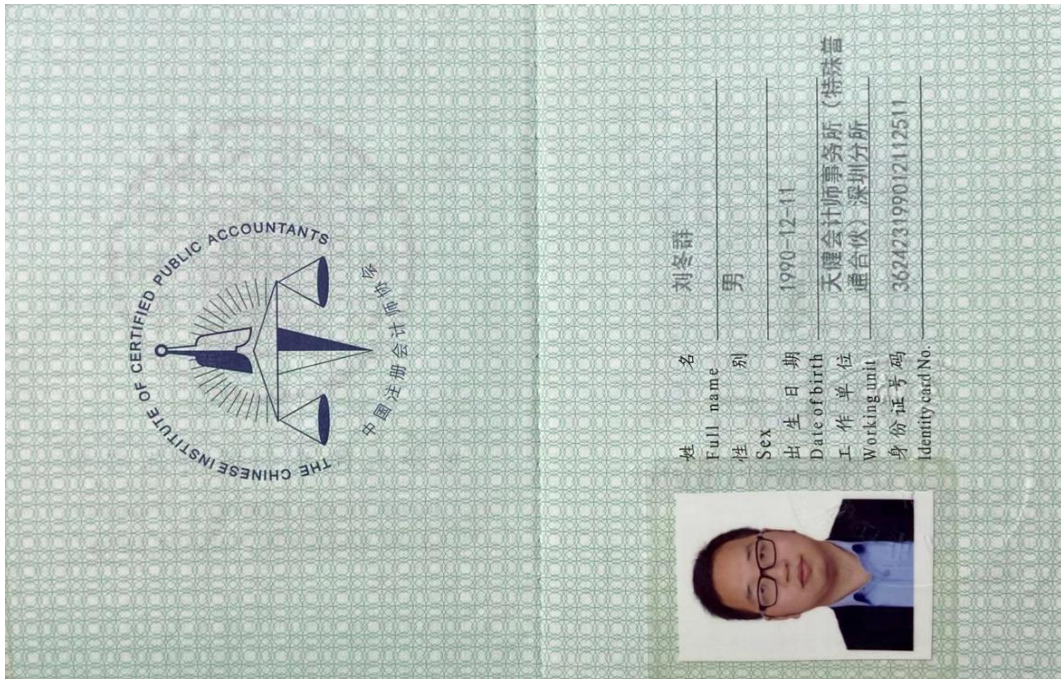 THE CHINESE INSTITUTE OF CERTIFIED PUBLIC ACCOUNTANTS
中国注册会计师协会
姓 名 刘冬群
Full name
性 别 男
Sex
出 生 日 期 1990-12-11
Date of birth
工 作 单 位 天健会计师事务所（特殊普
Working unit 通合伙）深圳分所
身 份 证 号 码 362423199012112511
Identity card No.